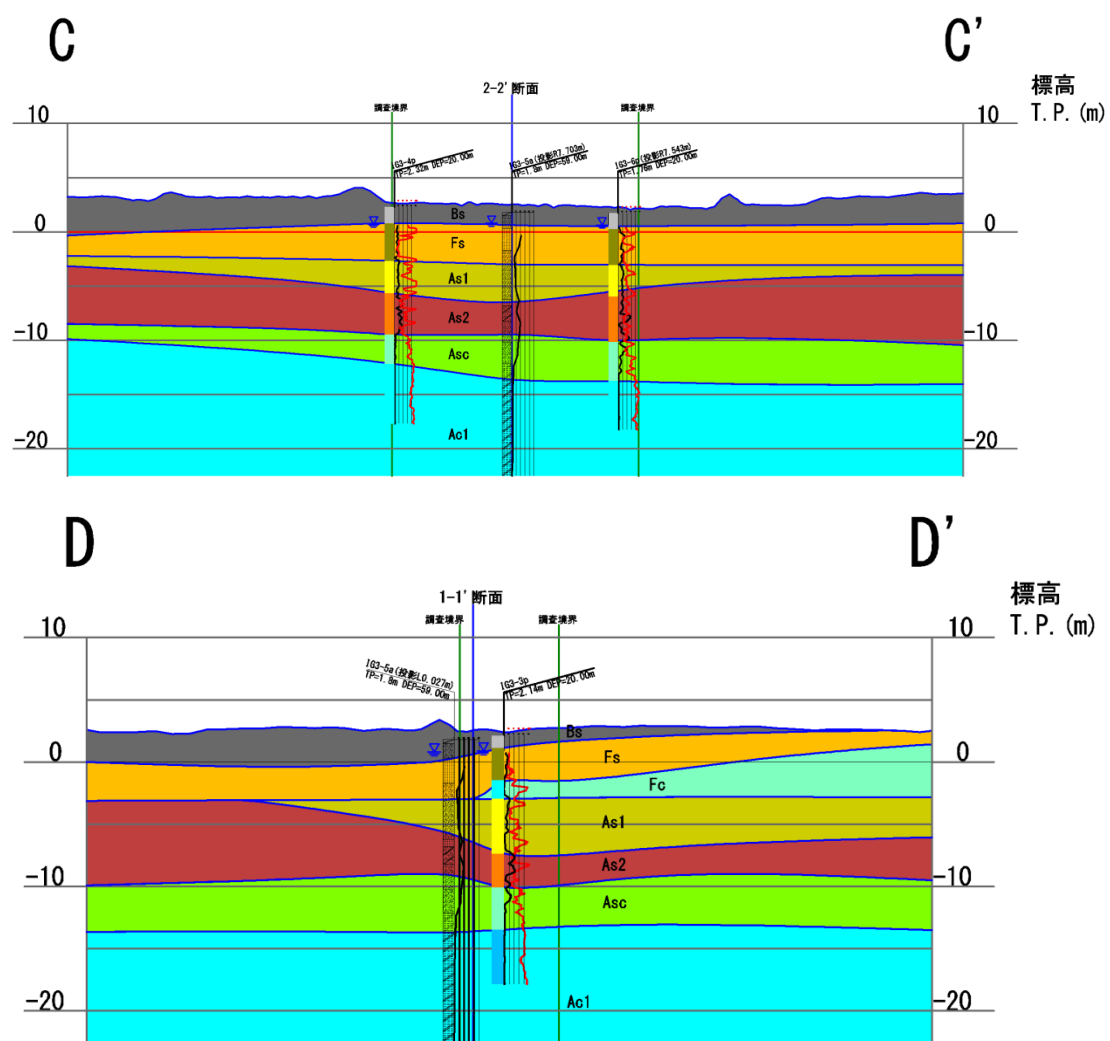 C
C'
標高
T.P.(m)
2-2'断面
調査境界
調査境界
10
10
IG3-4p
TP=2.32m DEP=20.00m
IG3-5a(投影R7.703m)
TP=1.8m DEP=59.00m
IG3-6p(投影R7.543m)
TP=1.76m DEP=20.00m
Bs
0
0
Fs
As1
As2
-10
-10
Asc
Ac1
-20
-20
D
D'
標高
T.P.(m)
1-1'断面
調査境界
調査境界
10
10
IG3-5a(投影L0.027m)
TP=1.8m DEP=59.00m
IG3-3p
TP=2.14m DEP=20.00m
Bs
0
0
Fs
Fc
As1
As2
-10
-10
Asc
Ac1
-20
-20